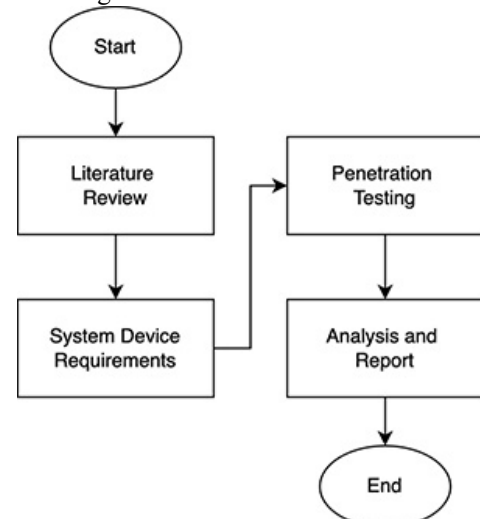 Start
Literature
Review
System Device
Requirements
Penetration
Testing
Analysis and
Report
End